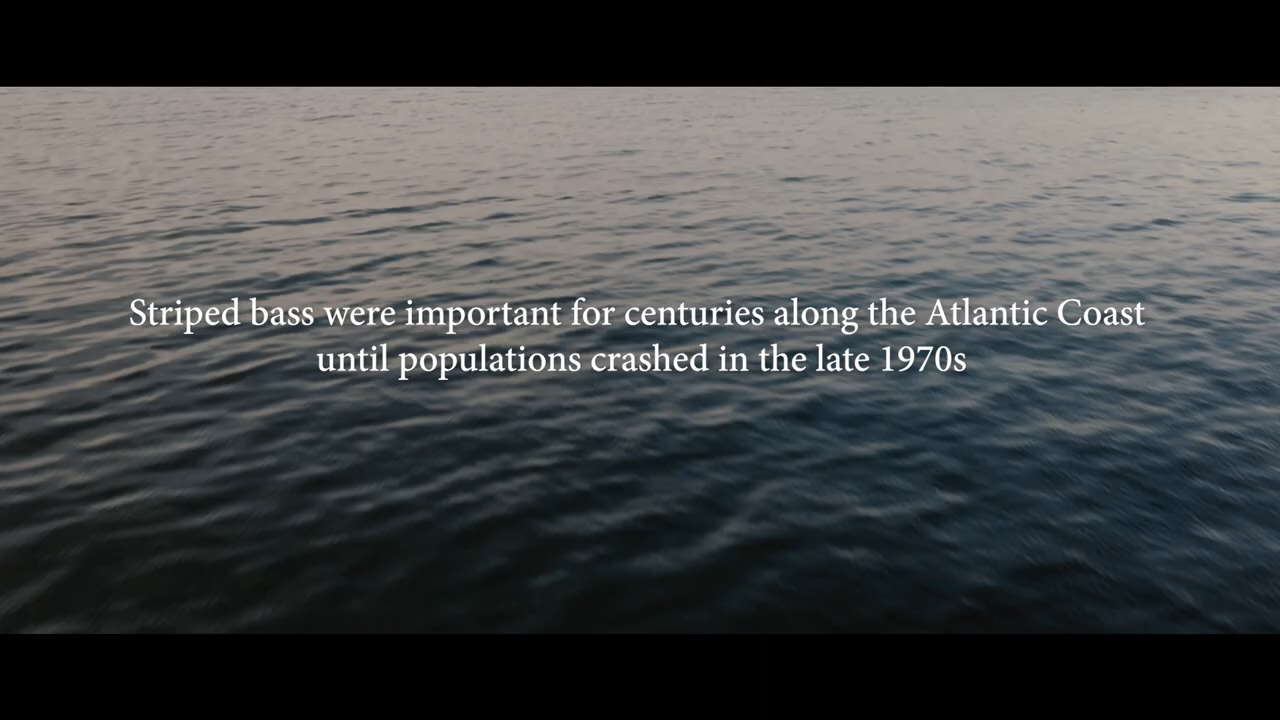 Striped bass were important for centuries along the Atlantic Coast
until populations crashed in the late 1970s